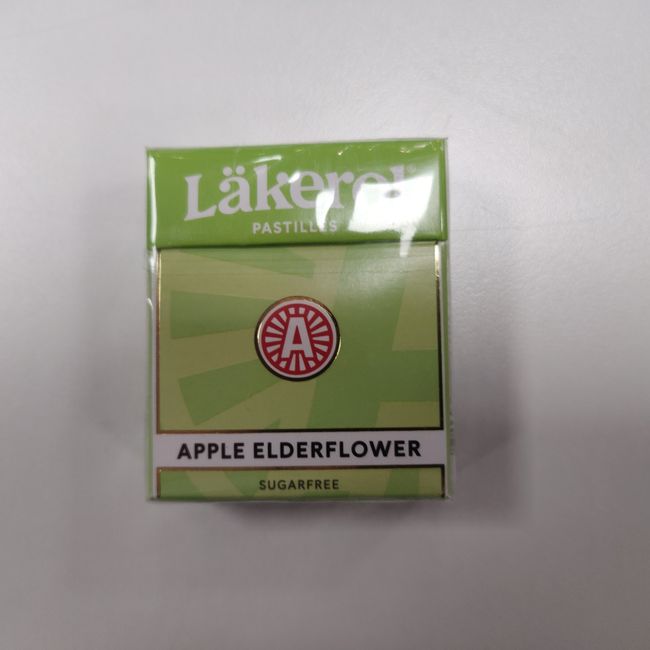 Läkerol
PASTILLES
A
APPLE ELDERFLOWER
SUGARFREE